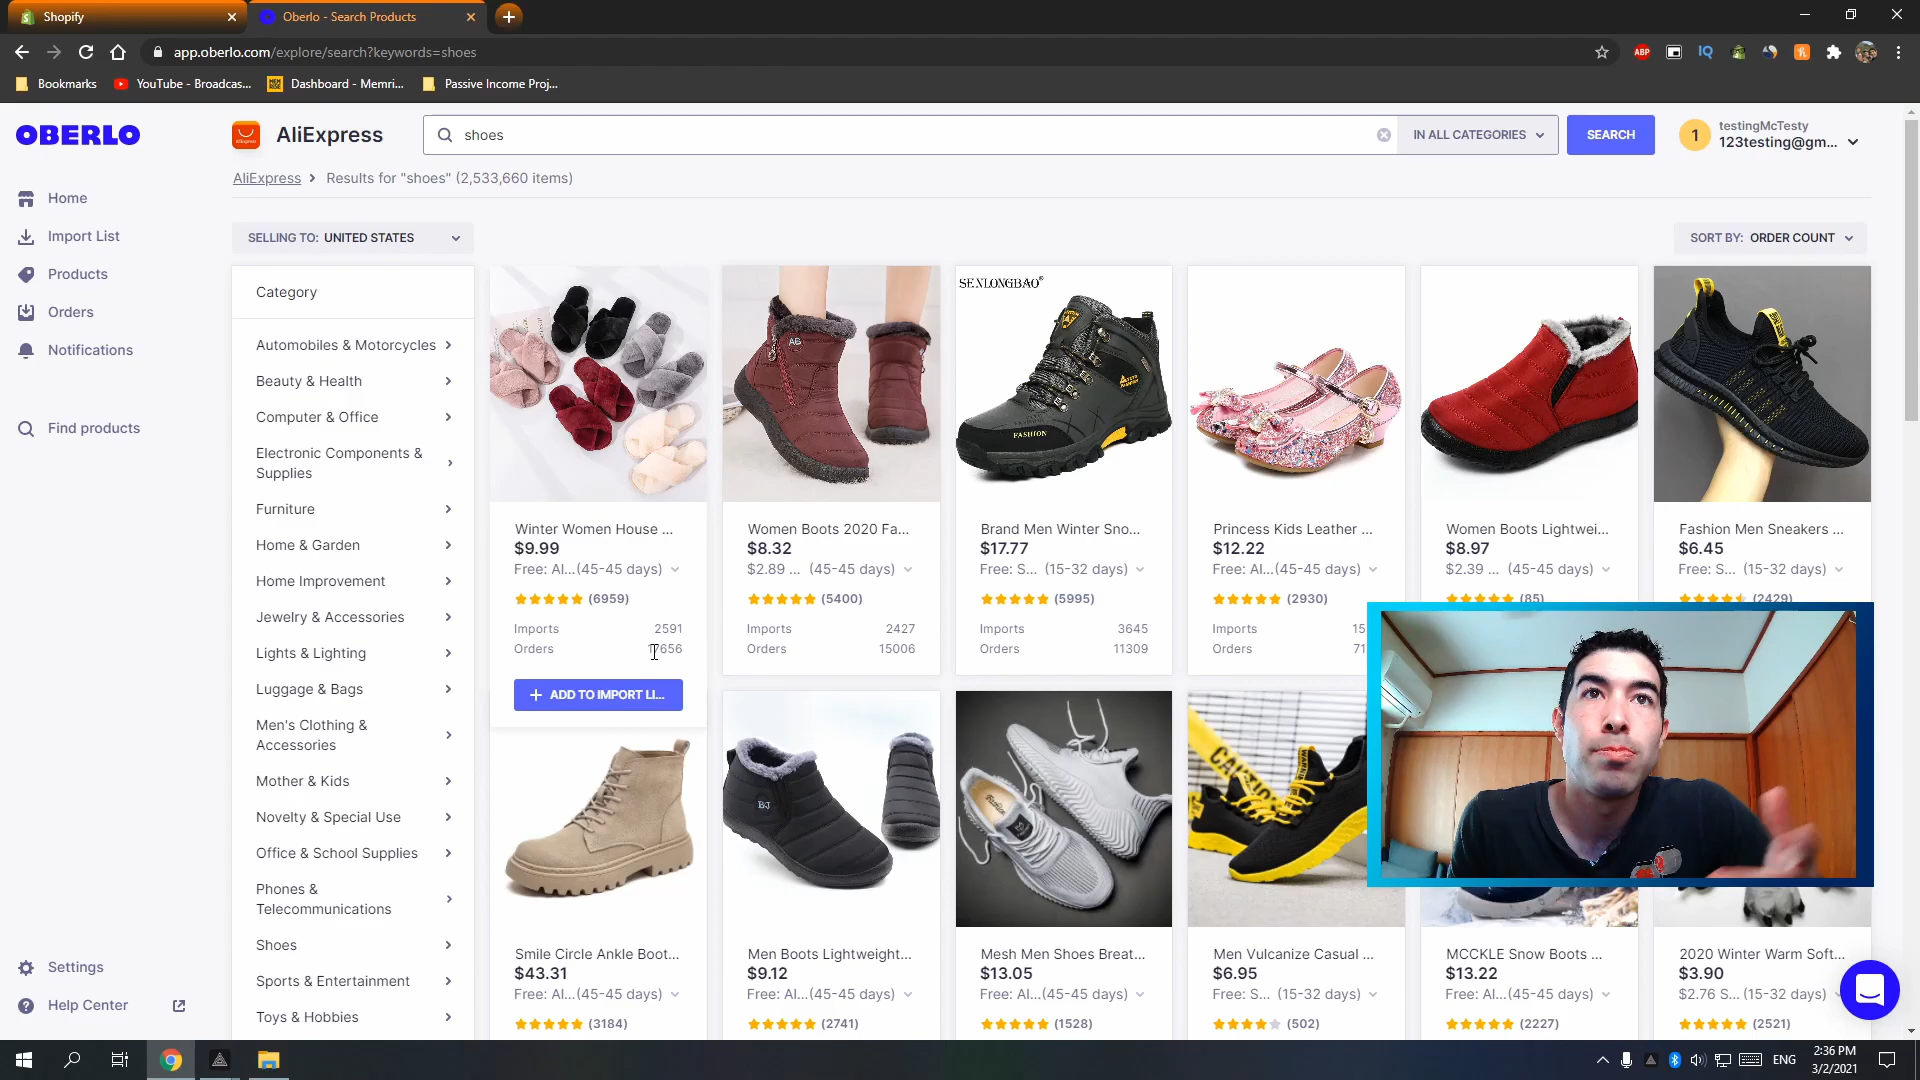 Shopify
Oberlo - Search Products
app.oberlo.com/explore/search?keywords=shoes
ABP
IQ
Bookmarks
YouTube - Broadcas...
Dashboard - Memri...
Passive Income Proj...
OBERLO
AliExpress
shoes
IN ALL CATEGORIES
SEARCH
1
testingMcTesty
123testing@gm...
AliExpress
Results for "shoes" (2,533,660 items)
Home
Import List
Products
Orders
Notifications
Find products
Settings
Help Center
SELLING TO: UNITED STATES
SORT BY: ORDER COUNT
Category
Automobiles & Motorcycles
Beauty & Health
Computer & Office
Electronic Components &
Supplies
Furniture
Home & Garden
Home Improvement
Jewelry & Accessories
Lights & Lighting
Luggage & Bags
Men's Clothing &
Accessories
Mother & Kids
Novelty & Special Use
Office & School Supplies
Phones &
Telecommunications
Shoes
Sports & Entertainment
Toys & Hobbies
Winter Women House ...
$9.99
Free: Al...(45-45 days)
(6959)
Imports 2591
Orders 17656
ADD TO IMPORT LI...
Women Boots 2020 Fa...
$8.32
$2.89 ... (45-45 days)
(5400)
Imports 2427
Orders 15006
SENLONGBAO®
FASHION
Brand Men Winter Sno...
$17.77
Free: S... (15-32 days)
(5995)
Imports 3645
Orders 11309
Princess Kids Leather ...
$12.22
Free: Al...(45-45 days)
(2930)
Imports 15
Orders 71
Women Boots Lightwei...
$8.97
$2.39 ... (45-45 days)
(85)
Fashion Men Sneakers ...
$6.45
Free: S... (15-32 days)
(2429)
Smile Circle Ankle Boot...
$43.31
Free: Al...(45-45 days)
(3184)
BJ
Men Boots Lightweight...
$9.12
Free: Al...(45-45 days)
(2741)
Mesh Men Shoes Breat...
$13.05
Free: Al...(45-45 days)
(1528)
Men Vulcanize Casual ...
$6.95
Free: S... (15-32 days)
(502)
MCCKLE Snow Boots ...
$13.22
Free: Al...(45-45 days)
(2227)
2020 Winter Warm Soft...
$3.90
$2.76 S... (15-32 days)
(2521)
ENG
2:36 PM
3/2/2021